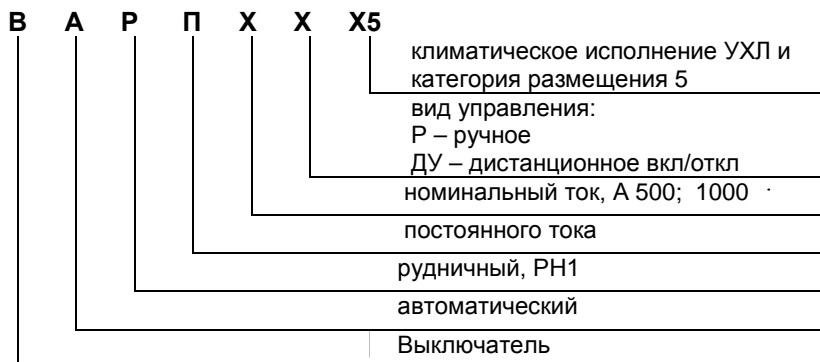 В А Р П Х Х Х5
климатическое исполнение УХЛ и
категория размещения 5
вид управления:
Р – ручное
ДУ – дистанционное вкл/откл
номинальный ток, А 500; 1000
постоянного тока
рудничный, РН1
автоматический
Выключатель